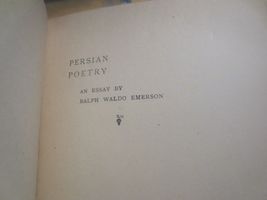 PERSIAN
POETRY
AN ESSAY BY
RALPH WALDO EMERSON